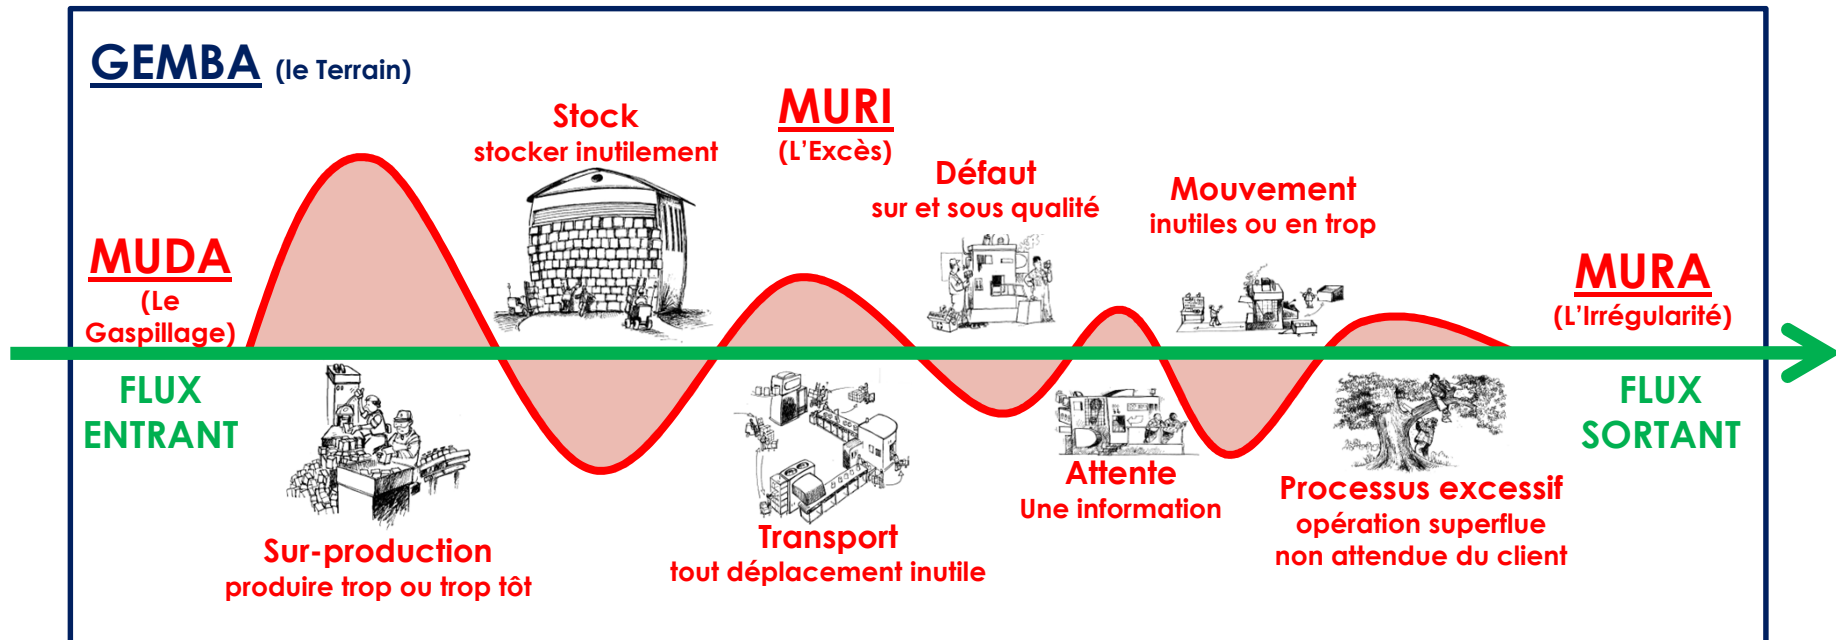 GEMBA (le Terrain)
MUDA
(Le
Gaspillage)
FLUX
ENTRANT
Sur-production
produire trop ou trop tôt
Stock
stocker inutilement
MURI
(L'Excès)
Transport
tout déplacement inutile
Défaut
sur et sous qualité
Attente
Une information
Mouvement
inutiles ou en trop
Processus excessif
opération superflue
non attendue du client
MURA
(L'Irrégularité)
FLUX
SORTANT